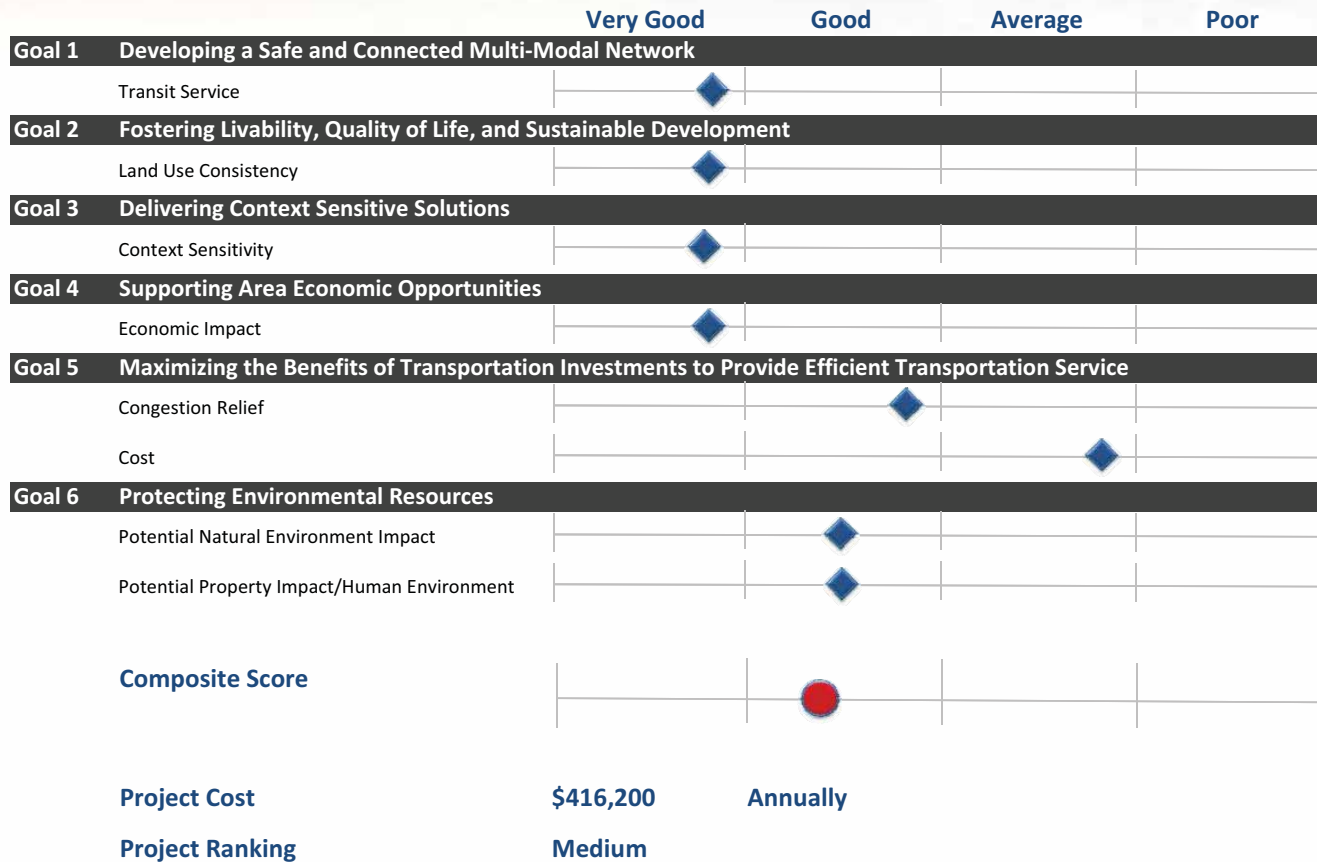 Very Good Good Average Poor
Goal 1 Developing a Safe and Connected Multi-Modal Network
Transit Service
Goal 2 Fostering Livability, Quality of Life, and Sustainable Development
Land Use Consistency
Goal 3 Delivering Context Sensitive Solutions
Context Sensitivity
Goal 4 Supporting Area Economic Opportunities
Economic Impact
Goal 5 Maximizing the Benefits of Transportation Investments to Provide Efficient Transportation Service
Congestion Relief
Cost
Goal 6 Protecting Environmental Resources
Potential Natural Environment Impact
Potential Property Impact/Human Environment
Composite Score
Project Cost $416,200 Annually
Project Ranking Medium